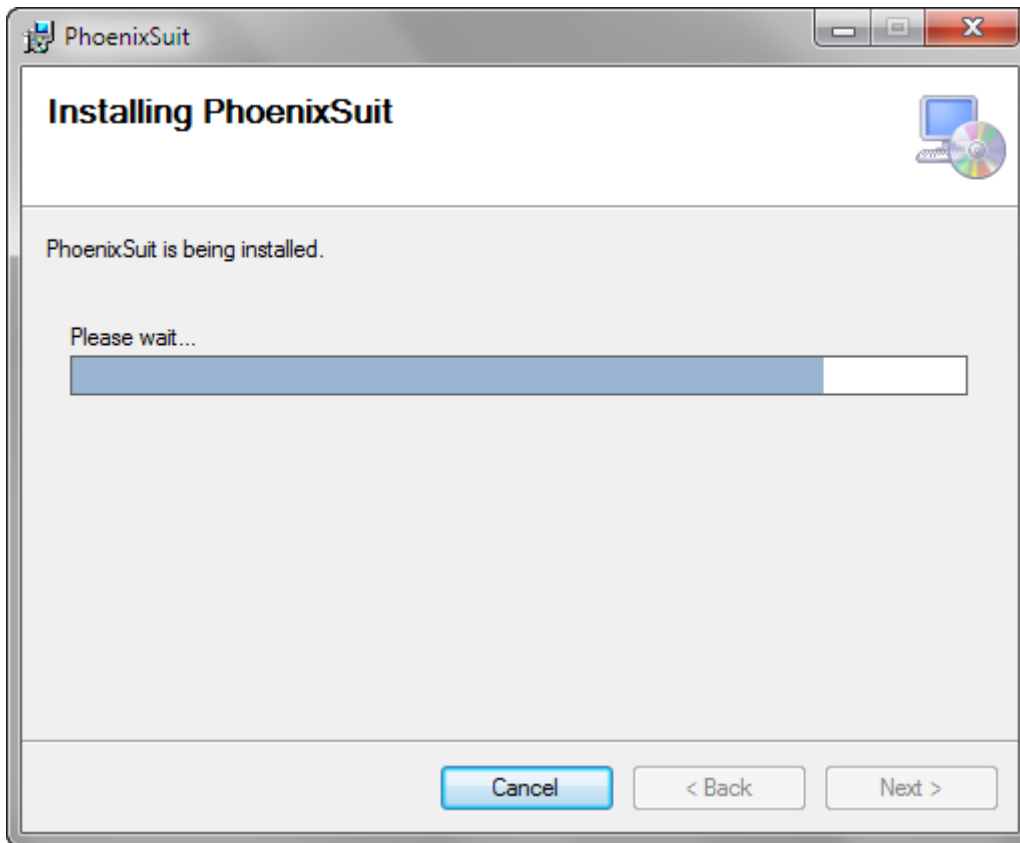 PhoenixSuit
Installing PhoenixSuit
PhoenixSuit is being installed.
Please wait...
Cancel
< Back
Next >